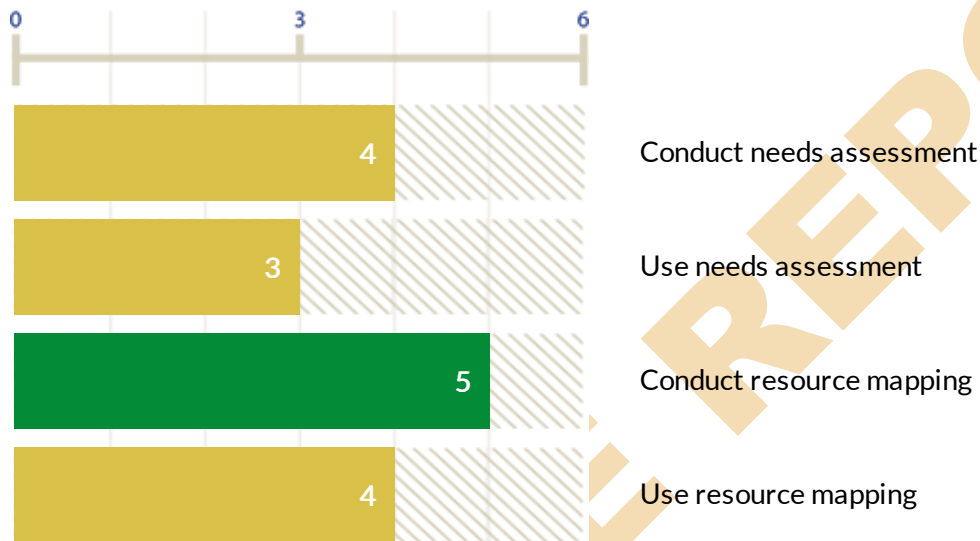 0 3 6
4 Conduct needs assessment
3 Use needs assessment
5 Conduct resource mapping
4 Use resource mapping
E REPO